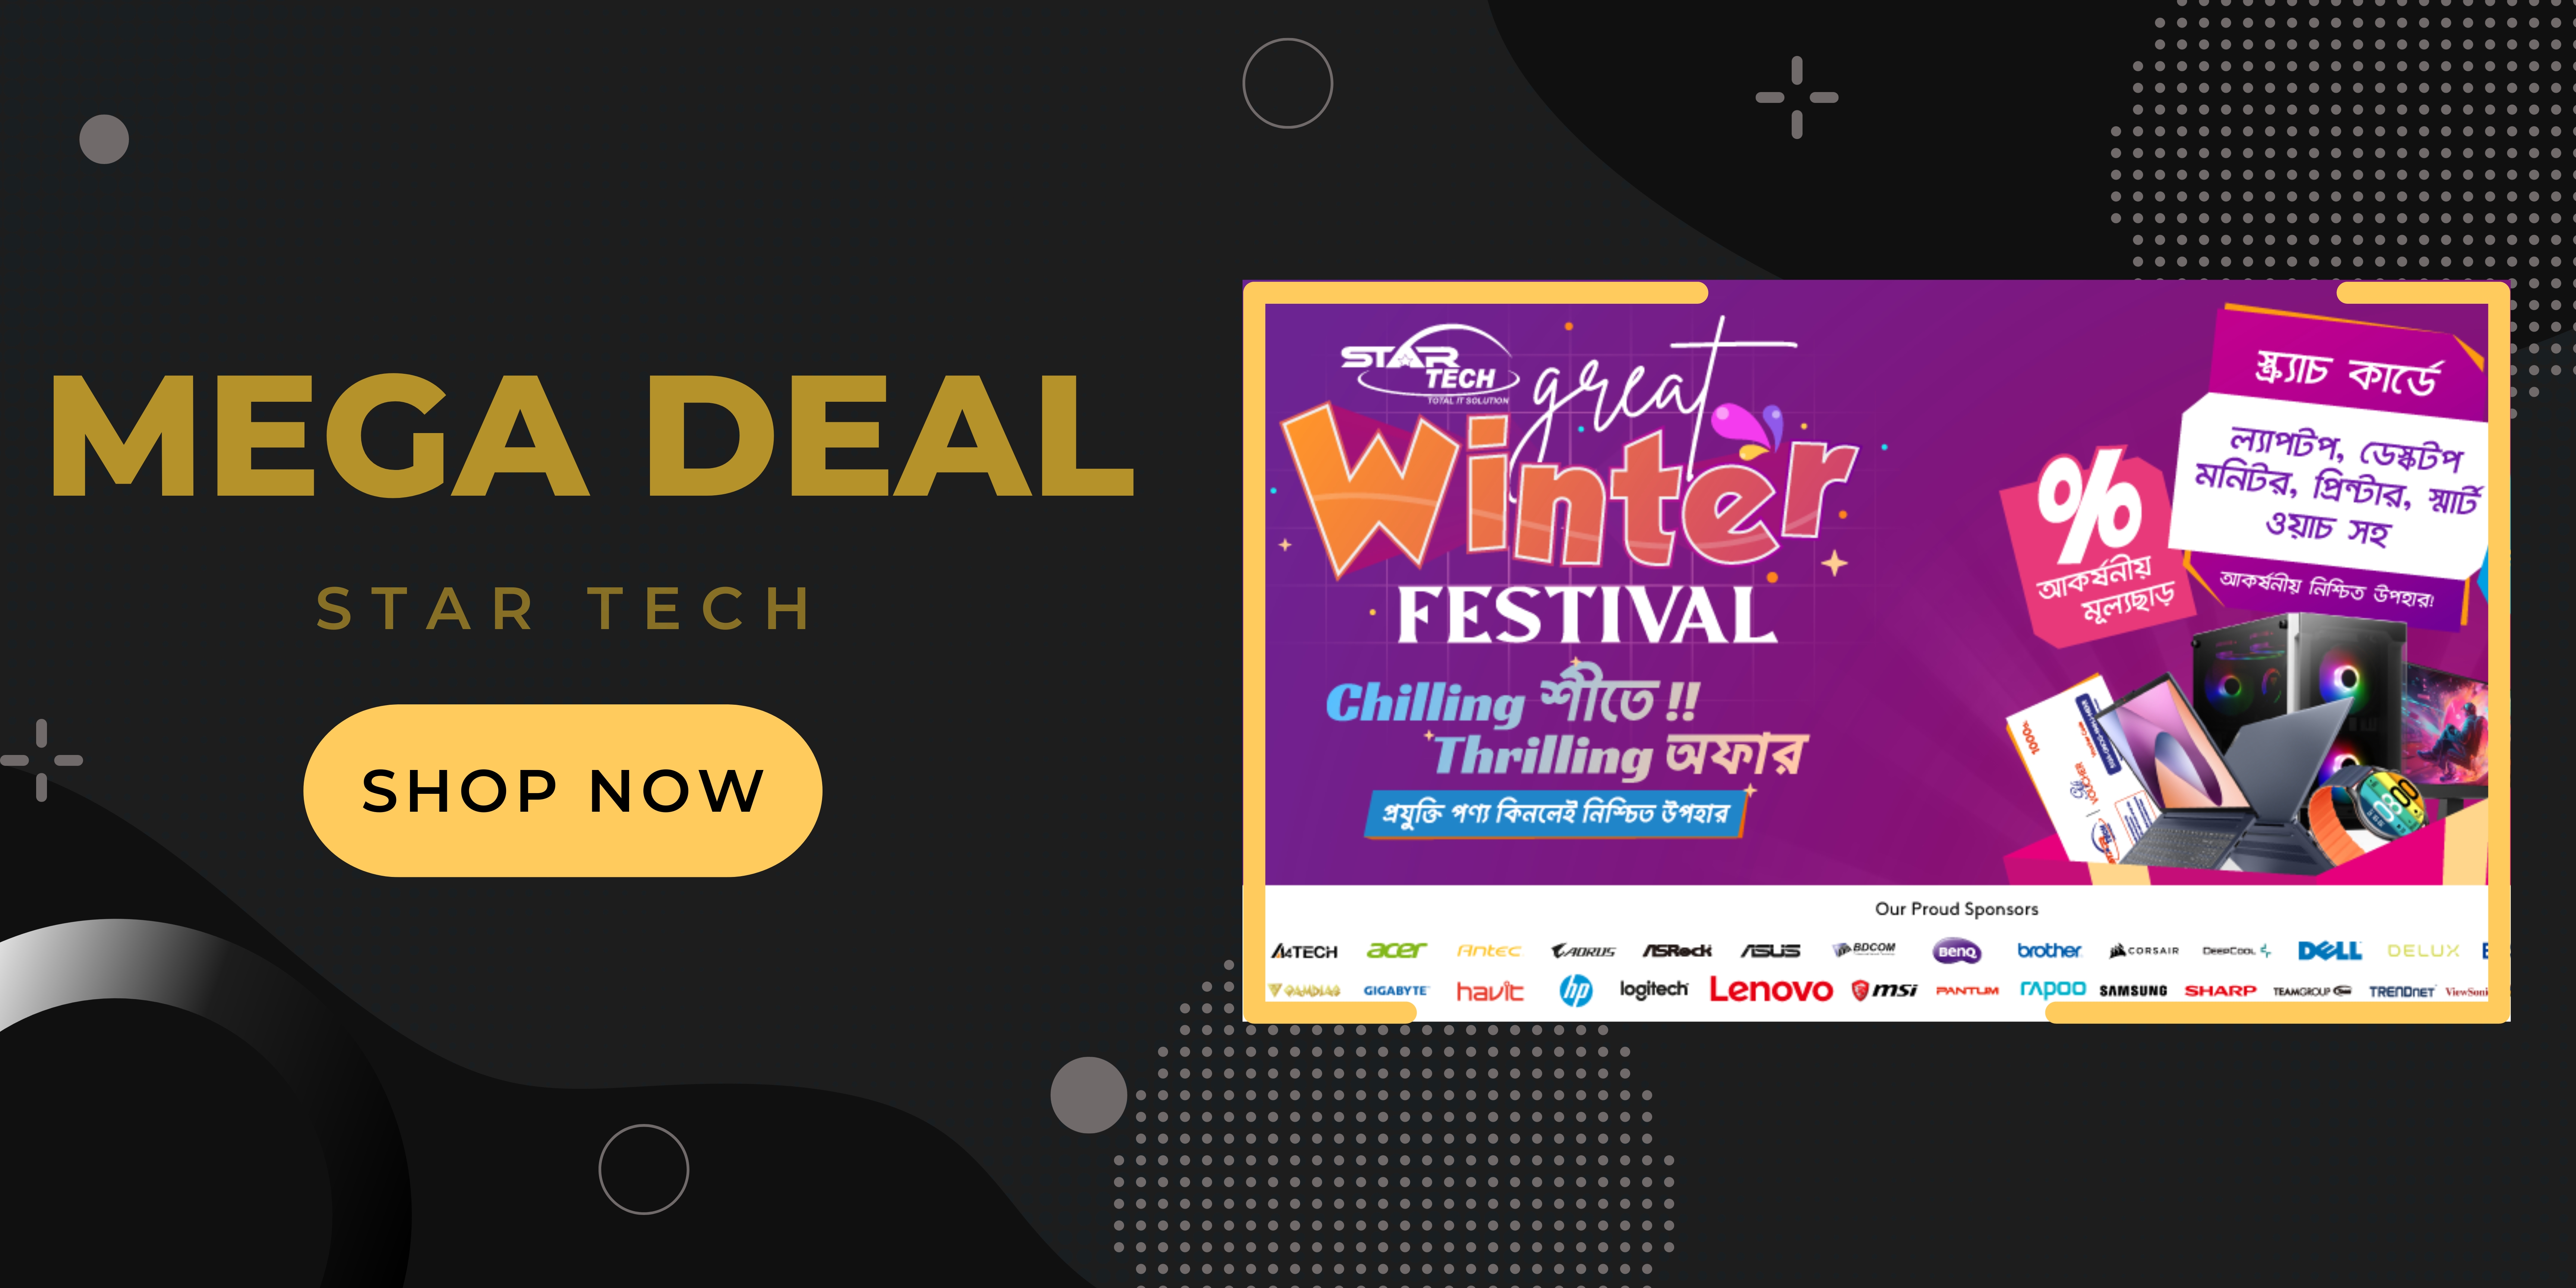 MEGA DEAL
STAR TECH
SHOP NOW
STAR
TECH
TOTAL IT SOLUTION
great
Winter
FESTIVAL
Chilling শীতে !!
Thrilling অফার
প্রযুক্তি পণ্য কিনলেই নিশ্চিত উপহার
%
আকর্ষনীয়
মূল্যছাড়
স্ক্র্যাচ কার্ডে
ল্যাপটপ, ডেস্কটপ
মনিটর, প্রিন্টার, স্মার্ট
ওয়াচ সহ
আকর্ষনীয় নিশ্চিত উপহার!
VOUCHER
Our Proud Sponsors
A4TECH acer Antec AORUS ASRock ASUS BDCOM BenQ brother CORSAIR DEEPCOOL DELL DELUX
GAMDIAS GIGABYTE havit hp logitech Lenovo msi PANTUM rapoo SAMSUNG SHARP TEAMGROUP TRENDnet ViewSoni